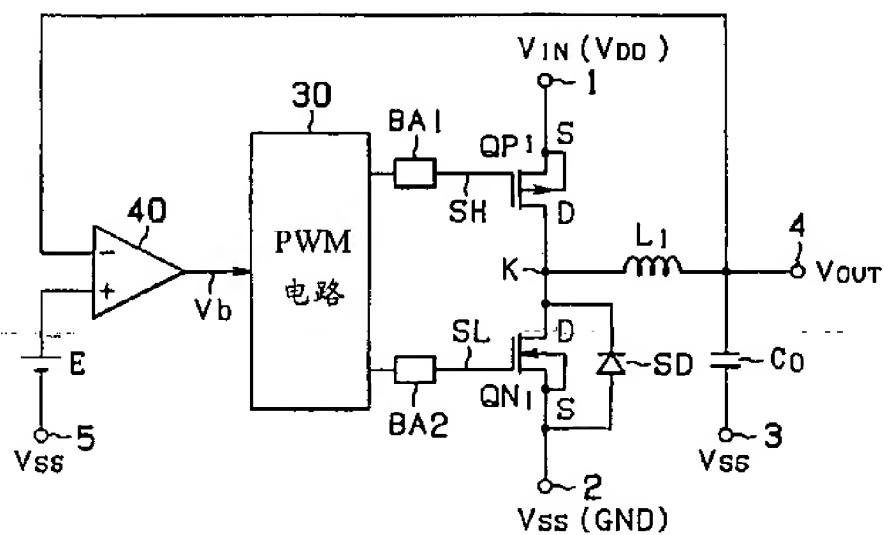 VIN (VDD)
1
30
BA1
QP1
S
SH
D
40
PWM
电路
L1
4
K
VOUT
−
+
Vb
E
SL
D
SD
C0
QN1
S
BA2
5
VSS
3
VSS
2
VSS (GND)